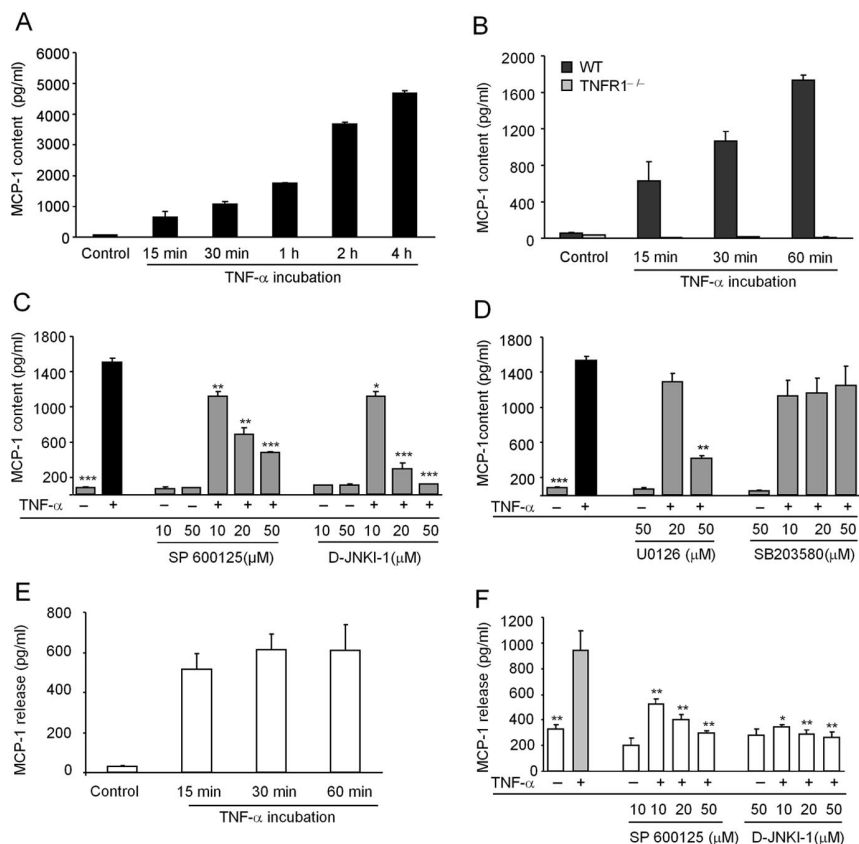 A
MCP-1 content (pg/ml)
6000
5000
4000
3000
2000
1000
0
Control 15 min 30 min 1 h 2 h 4 h
TNF-α incubation
B
MCP-1 content (pg/ml)
2000
1600
1200
800
400
0
WT
TNFR1−/−
Control 15 min 30 min 60 min
TNF-α incubation
C
MCP-1 content (pg/ml)
1800
1400
1000
600
200
*** ** ** *** * *** ***
TNF-α − + − − + + + − − + + +
10 50 10 20 50 10 50 10 20 50
SP 600125(μM) D-JNKI-1(μM)
D
MCP-1content (pg/ml)
1800
1400
1000
600
200
*** **
TNF-α − + − + + − + + +
50 20 50 50 10 20 50
U0126 (μM) SB203580(μM)
E
MCP-1 release (pg/ml)
800
600
400
200
0
Control 15 min 30 min 60 min
TNF-α incubation
F
MCP-1 release (pg/ml)
1200
1000
800
600
400
200
0
** ** ** ** * ** **
TNF-α − + − + + + − + + +
10 10 20 50 50 10 20 50
SP 600125 (μM) D-JNKI-1(μM)